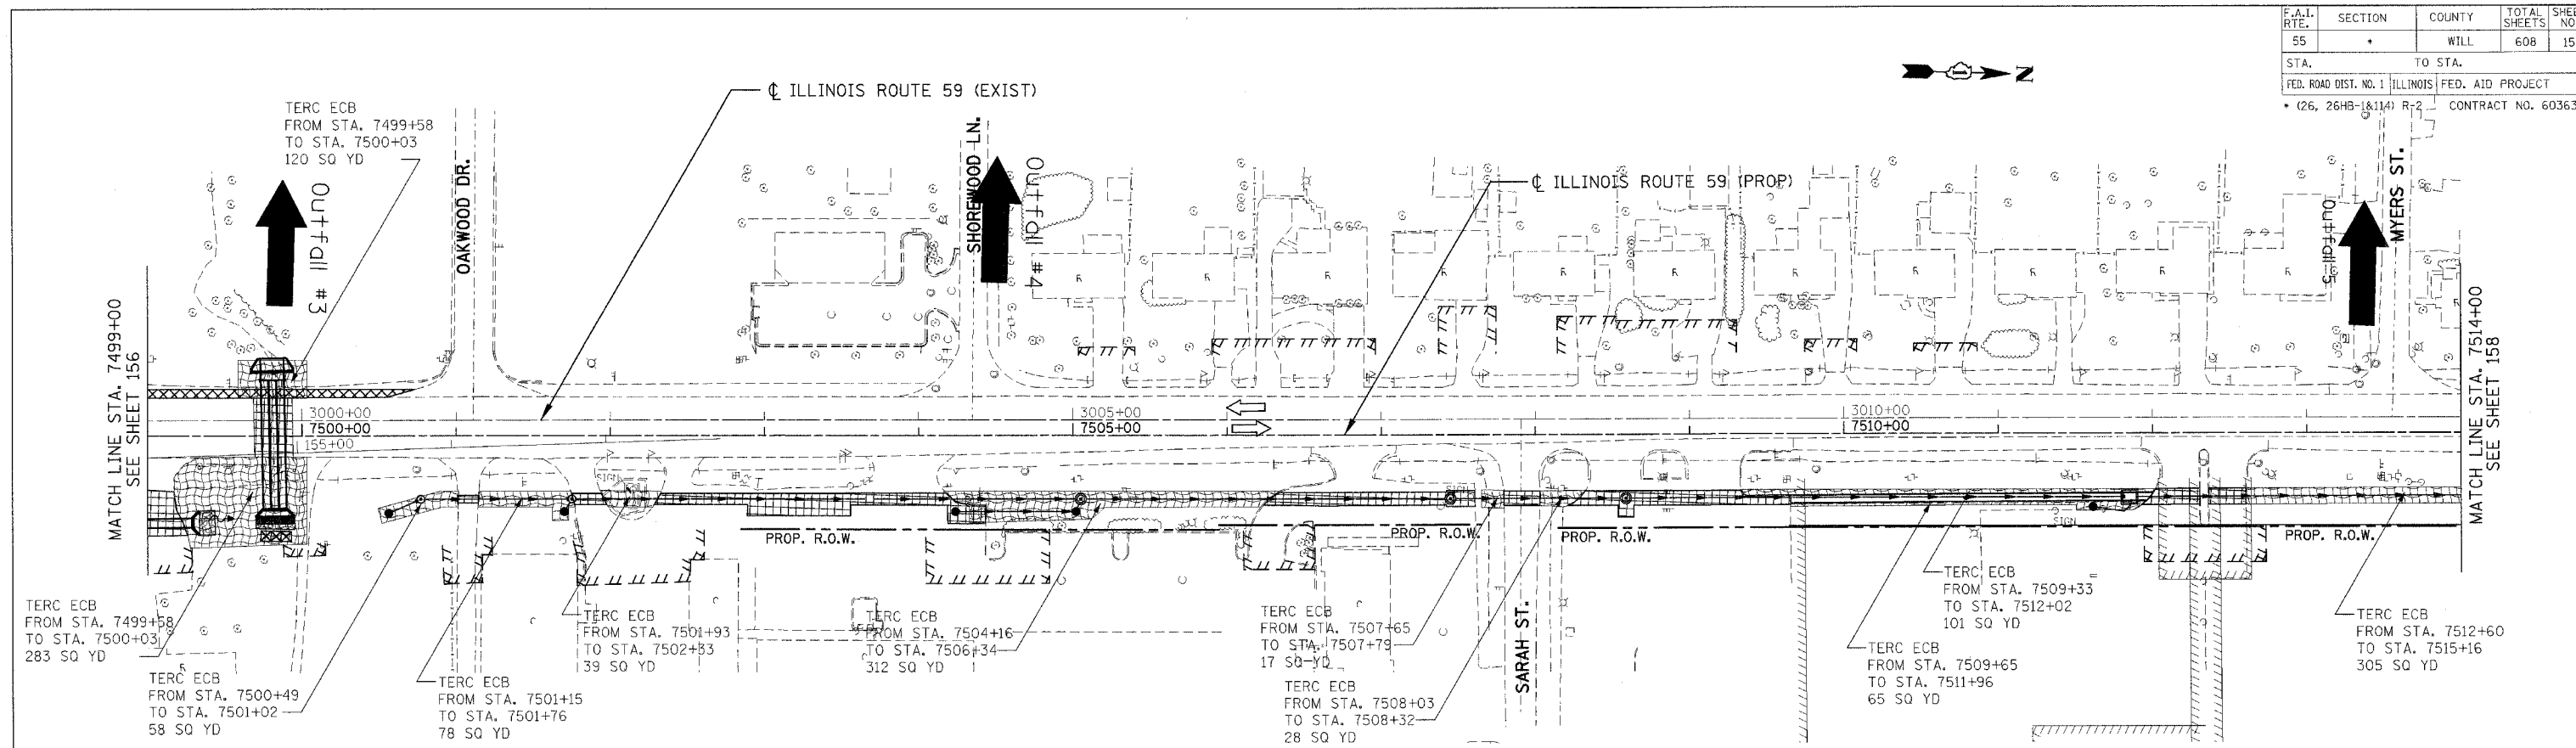 F.A.I. RTE. SECTION COUNTY TOTAL SHEETS
55 * WILL 608
STA. TO STA.
FED. ROAD DIST. NO. 1 ILLINOIS FED. AID PROJECT
* (26, 26HB-1&114) R-2 CONTRACT NO. 60363
N
℄ ILLINOIS ROUTE 59 (EXIST)
℄ ILLINOIS ROUTE 59 (PROP)
TERC ECB
FROM STA. 7499+58
TO STA. 7500+03
120 SQ YD
Outfall #3
OAKWOOD DR.
SHOREWOOD LN.
Outfall #4
Outfall-5
MYERS ST.
MATCH LINE STA. 7499+00
SEE SHEET 156
MATCH LINE STA. 7514+00
SEE SHEET 158
3000+00
7500+00
155+00
3005+00
7505+00
3010+00
7510+00
PROP. R.O.W.
PROP. R.O.W.
PROP. R.O.W.
PROP. R.O.W.
SIGN
SARAH ST.
TERC ECB
FROM STA. 7499+58
TO STA. 7500+03
283 SQ YD
TERC ECB
FROM STA. 7500+49
TO STA. 7501+02
58 SQ YD
TERC ECB
FROM STA. 7501+15
TO STA. 7501+76
78 SQ YD
TERC ECB
FROM STA. 7501+93
TO STA. 7502+33
39 SQ YD
TERC ECB
FROM STA. 7504+16
TO STA. 7506+34
312 SQ YD
TERC ECB
FROM STA. 7507+65
TO STA. 7507+79
17 SQ YD
TERC ECB
FROM STA. 7508+03
TO STA. 7508+32
28 SQ YD
TERC ECB
FROM STA. 7509+65
TO STA. 7511+96
65 SQ YD
TERC ECB
FROM STA. 7509+33
TO STA. 7512+02
101 SQ YD
TERC ECB
FROM STA. 7512+60
TO STA. 7515+16
305 SQ YD